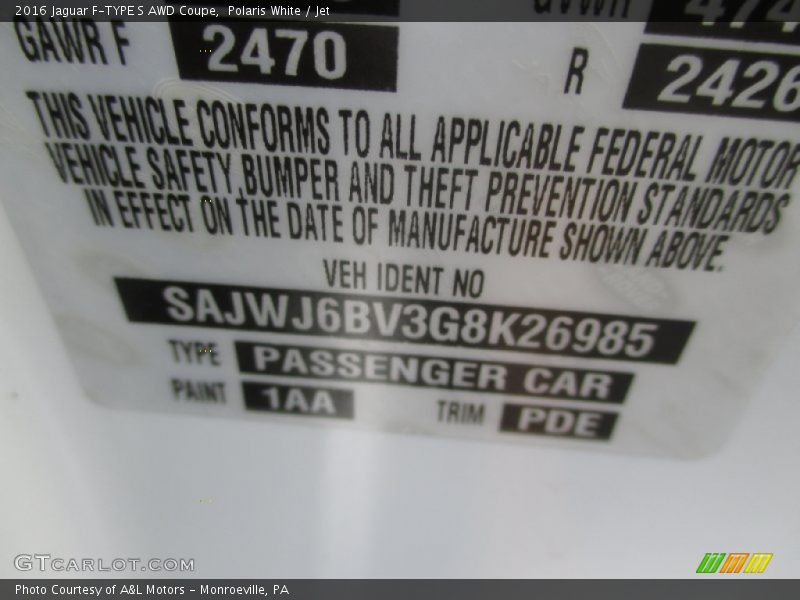 2016 Jaguar F-TYPE S AWD Coupe, Polaris White / Jet
GAWR F 2470 R 2426
THIS VEHICLE CONFORMS TO ALL APPLICABLE FEDERAL MOTOR
VEHICLE SAFETY, BUMPER AND THEFT PREVENTION STANDARDS
IN EFFECT ON THE DATE OF MANUFACTURE SHOWN ABOVE.
VEH IDENT NO
SAJWJ6BV3G8K26985
TYPE PASSENGER CAR
PAINT 1AA TRIM PDE
GTCARLOT.COM
Photo Courtesy of A&L Motors – Monroeville, PA